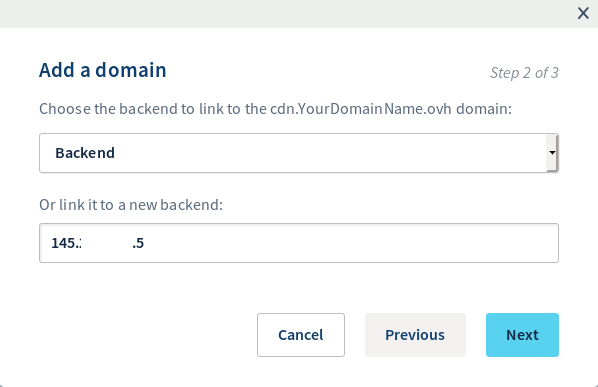 Add a domain
Step 2 of 3
Choose the backend to link to the cdn.YourDomainName.ovh domain:
Backend
Or link it to a new backend:
145. .5
Cancel
Previous
Next